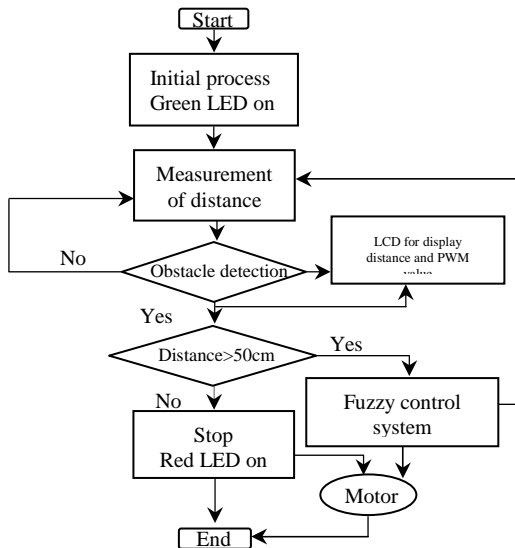 Start
Initial process
Green LED on
Measurement
of distance
No
Obstacle detection
LCD for display
distance and PWM
value
Yes
Distance>50cm
Yes
No
Stop
Red LED on
Fuzzy control
system
Motor
End